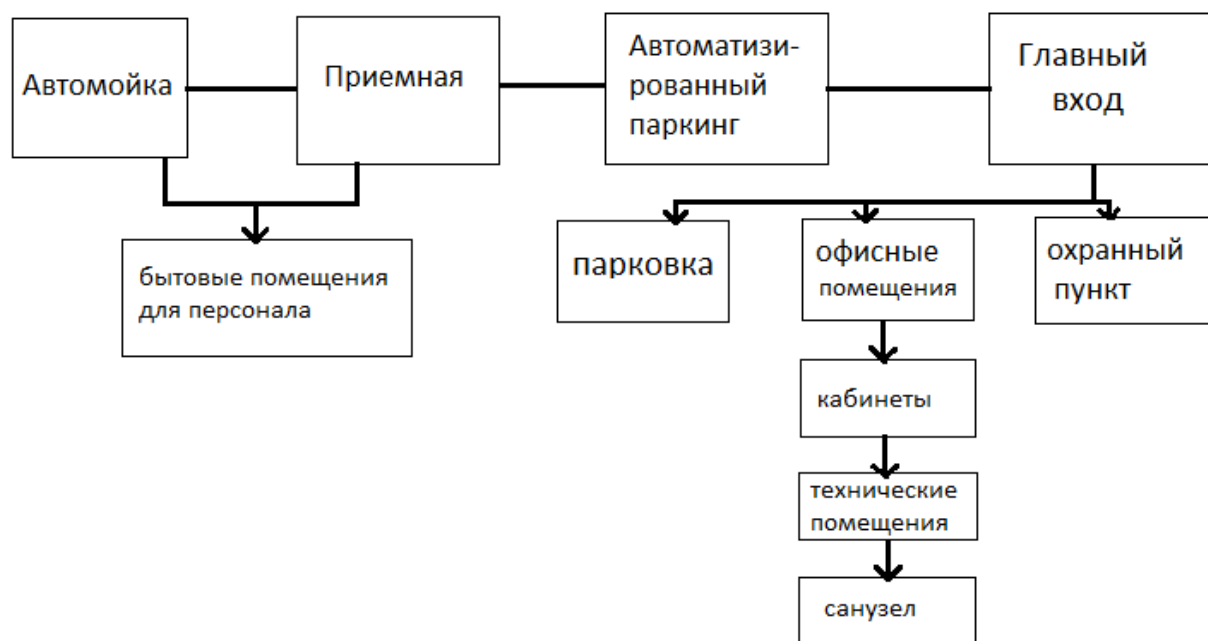 Автомойка
Приемная
Автоматизи-
рованный
паркинг
Главный
вход
бытовые помещения
для персонала
парковка
офисные
помещения
охранный
пункт
кабинеты
технические
помещения
санузел